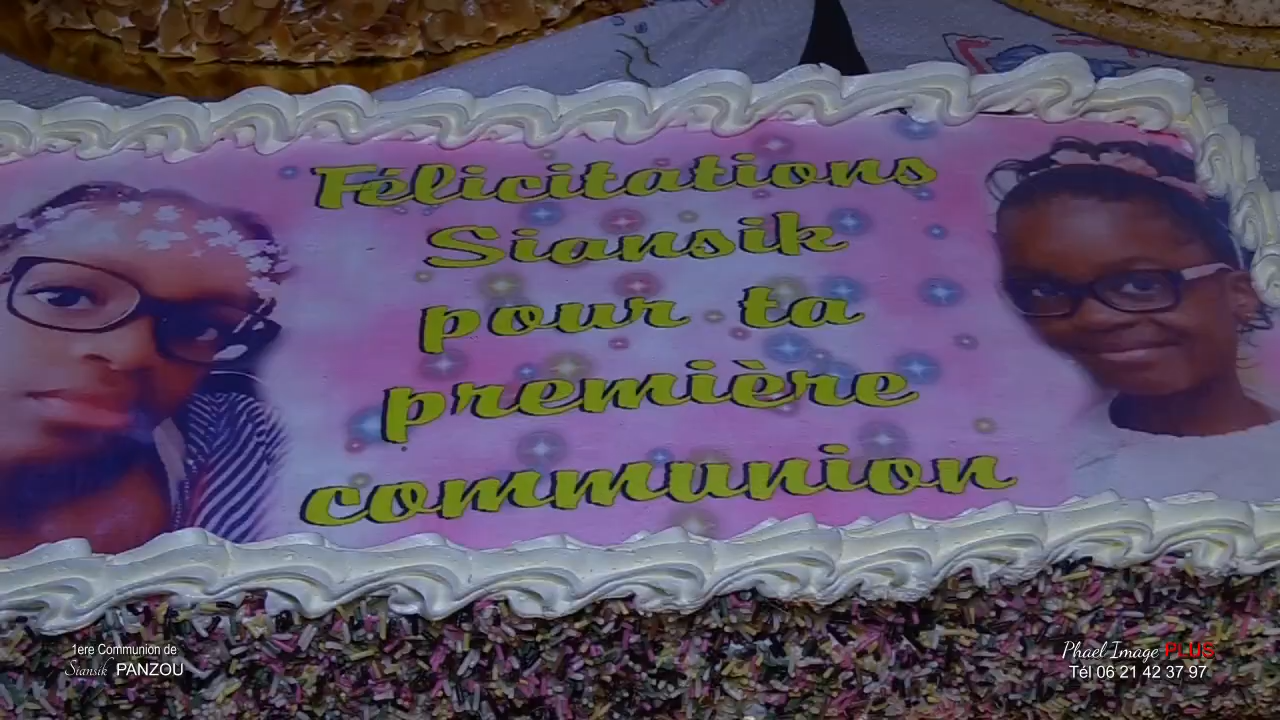 Félicitations
Siansik
pour ta
première
communion
1ere Communion de
Siansik PANZOU
Phael Image PLUS
Tél 06 21 42 37 97